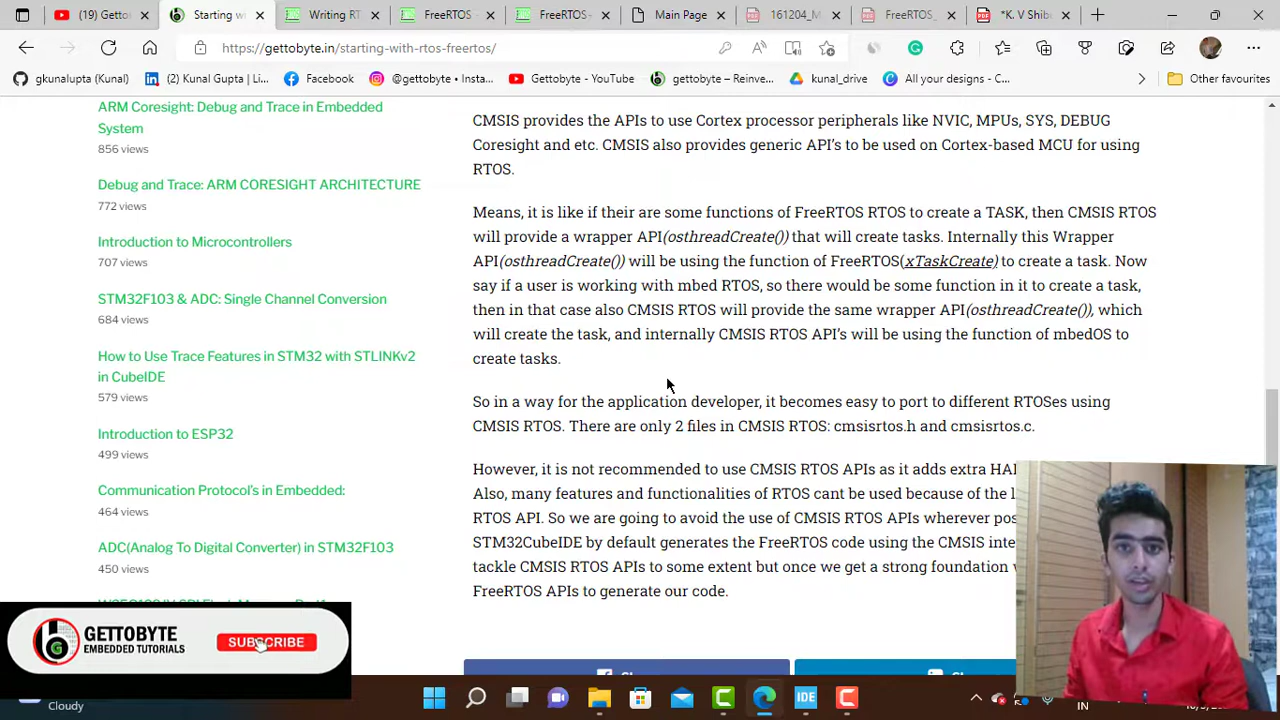 (19) Gettob
Starting w
Writing RT
FreeRTOS
FreeRTOS -
Main Page
161204_M
FreeRTOS_
*K. V Shib
https://gettobyte.in/starting-with-rtos-freertos/
gkunalupta (Kunal)
(2) Kunal Gupta | Li...
Facebook
@gettobyte • Insta...
Gettobyte - YouTube
gettobyte – Reinve...
kunal_drive
All your designs - C...
Other favourites
ARM Coresight: Debug and Trace in Embedded
System
856 views
Debug and Trace: ARM CORESIGHT ARCHITECTURE
772 views
Introduction to Microcontrollers
707 views
STM32F103 & ADC: Single Channel Conversion
684 views
How to Use Trace Features in STM32 with STLINKv2
in CubeIDE
579 views
Introduction to ESP32
499 views
Communication Protocol's in Embedded:
464 views
ADC(Analog To Digital Converter) in STM32F103
450 views
CMSIS provides the APIs to use Cortex processor peripherals like NVIC, MPUs, SYS, DEBUG
Coresight and etc. CMSIS also provides generic API's to be used on Cortex-based MCU for using
RTOS.
Means, it is like if their are some functions of FreeRTOS RTOS to create a TASK, then CMSIS RTOS
will provide a wrapper API(osthreadCreate()) that will create tasks. Internally this Wrapper
API(osthreadCreate()) will be using the function of FreeRTOS(xTaskCreate) to create a task. Now
say if a user is working with mbed RTOS, so there would be some function in it to create a task,
then in that case also CMSIS RTOS will provide the same wrapper API(osthreadCreate()), which
will create the task, and internally CMSIS RTOS API's will be using the function of mbedOS to
create tasks.
So in a way for the application developer, it becomes easy to port to different RTOSes using
CMSIS RTOS. There are only 2 files in CMSIS RTOS: cmsisrtos.h and cmsisrtos.c.
However, it is not recommended to use CMSIS RTOS APIs as it adds extra HAL
Also, many features and functionalities of RTOS cant be used because of the l
RTOS API. So we are going to avoid the use of CMSIS RTOS APIs wherever pos
STM32CubeIDE by default generates the FreeRTOS code using the CMSIS inte
tackle CMSIS RTOS APIs to some extent but once we get a strong foundation
FreeRTOS APIs to generate our code.
GETTOBYTE
EMBEDDED TUTORIALS
SUBSCRIBE
Cloudy
IDE
IN